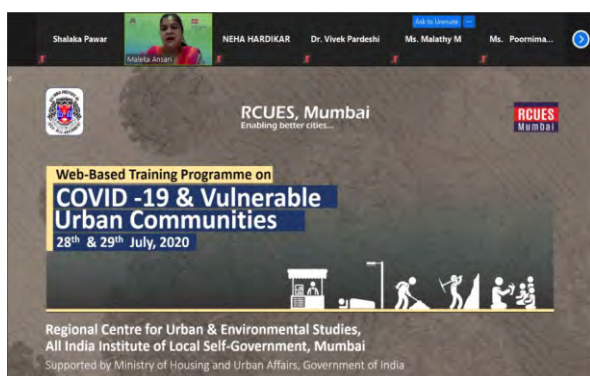 Ask to Unmute ...
Shalaka Pawar
NEHA HARDIKAR
Dr. Vivek Pardeshi
Ms. Malathy M
Ms. Poornima...
Maleka Ansari
RCUES, Mumbai
Enabling better cities...
RCUES
Mumbai
Web-Based Training Programme on
COVID -19 & Vulnerable
Urban Communities
28th & 29th July, 2020
Regional Centre for Urban & Environmental Studies,
All India Institute of Local Self-Government, Mumbai
Supported by Ministry of Housing and Urban Affairs, Government of India